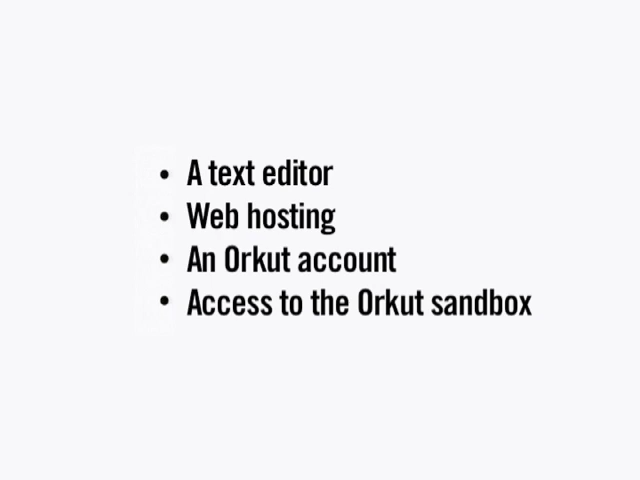 • A text editor
• Web hosting
• An Orkut account
• Access to the Orkut sandbox